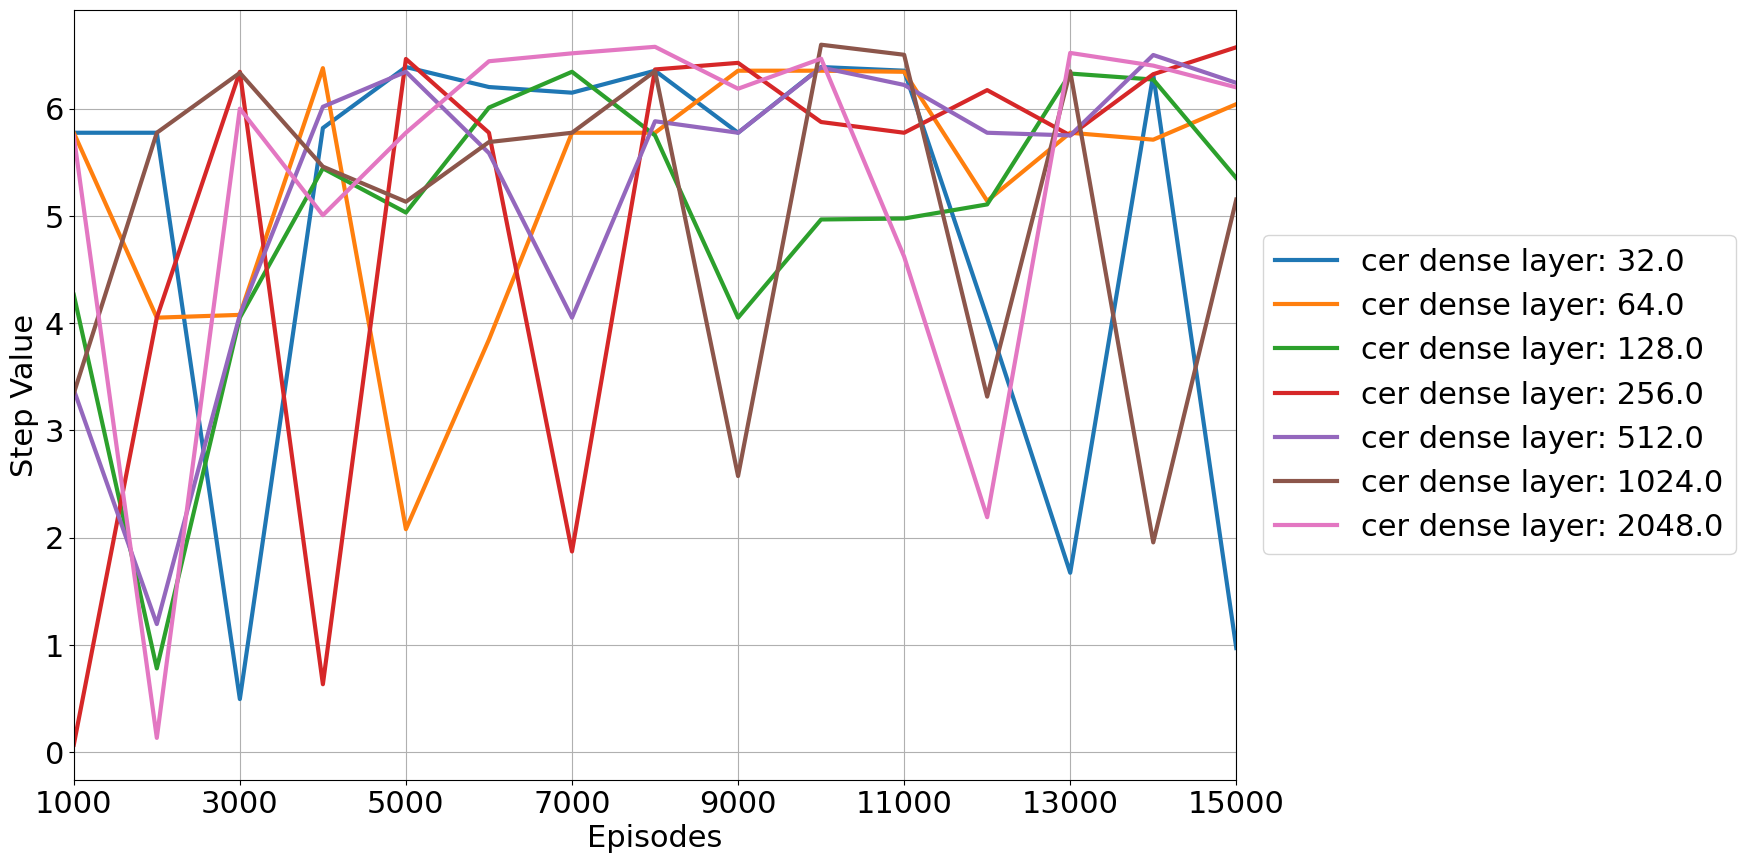 Step Value
6
5
4
3
2
1
0
1000 3000 5000 7000 9000 11000 13000 15000
Episodes
cer dense layer: 32.0
cer dense layer: 64.0
cer dense layer: 128.0
cer dense layer: 256.0
cer dense layer: 512.0
cer dense layer: 1024.0
cer dense layer: 2048.0